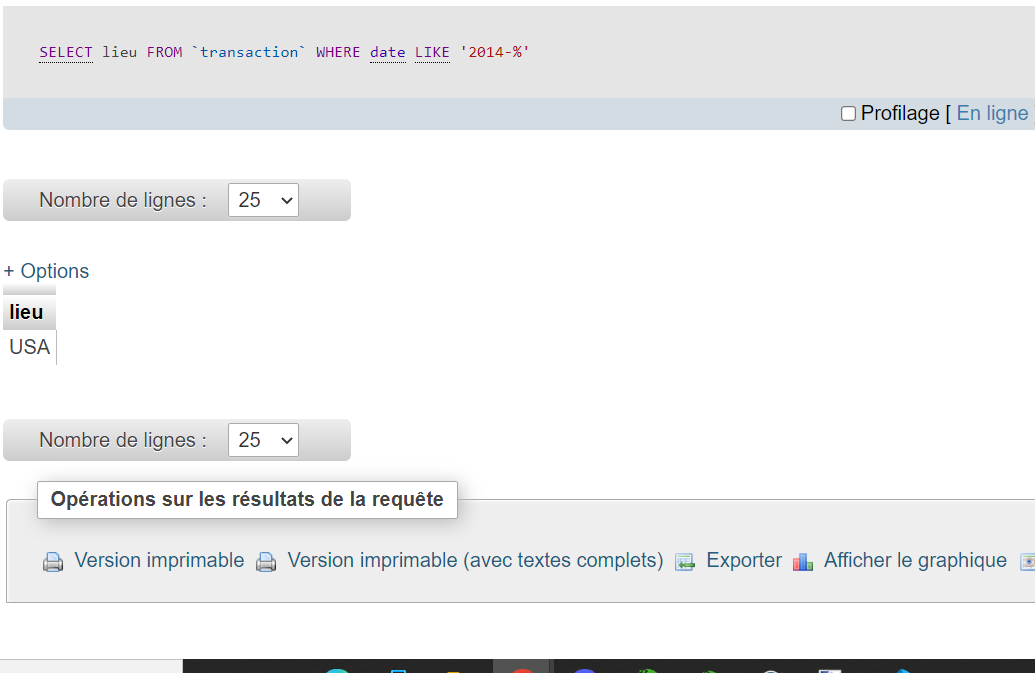 SELECT lieu FROM `transaction` WHERE date LIKE '2014-%'
Profilage [ En ligne
Nombre de lignes : 25
+ Options
lieu
USA
Nombre de lignes : 25
Opérations sur les résultats de la requête
Version imprimable Version imprimable (avec textes complets) Exporter Afficher le graphique